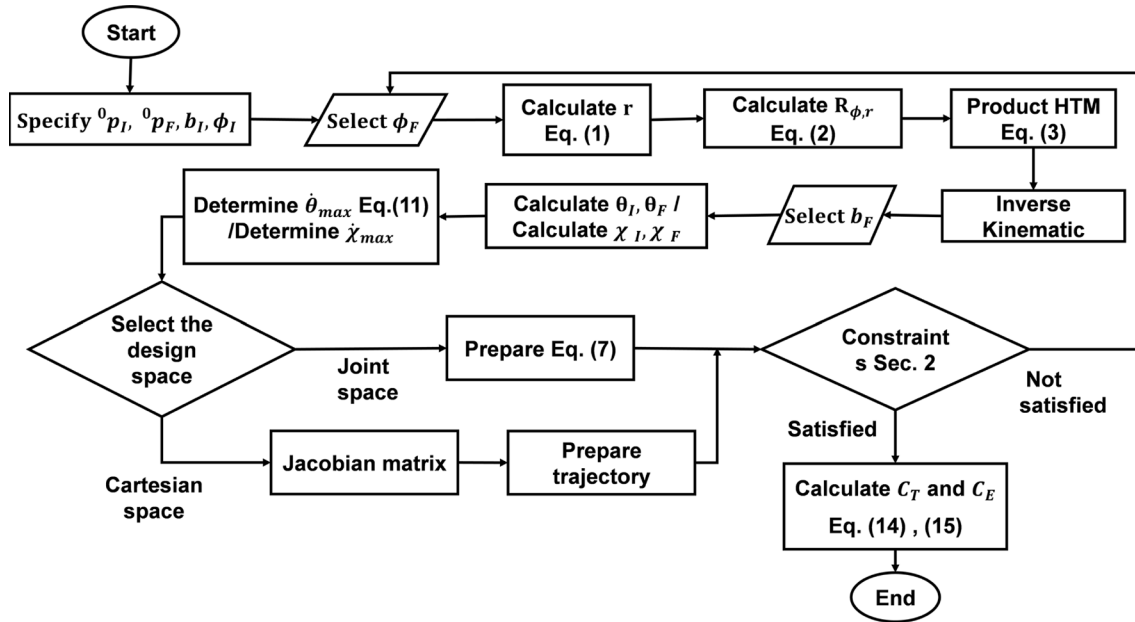 Start
Specify ⁰p_I, ⁰p_F, b_I, ϕ_I
Select ϕ_F
Calculate r
Eq. (1)
Calculate R_ϕ,r
Eq. (2)
Product HTM
Eq. (3)
Inverse
Kinematic
Select b_F
Calculate θ_I, θ_F /
Calculate χ_I, χ_F
Determine θ̇_max Eq.(11)
/Determine χ̇_max
Select the
design
space
Joint
space
Prepare Eq. (7)
Cartesian
space
Jacobian matrix
Prepare
trajectory
Constraint
s Sec. 2
Not
satisfied
Satisfied
Calculate C_T and C_E
Eq. (14) , (15)
End